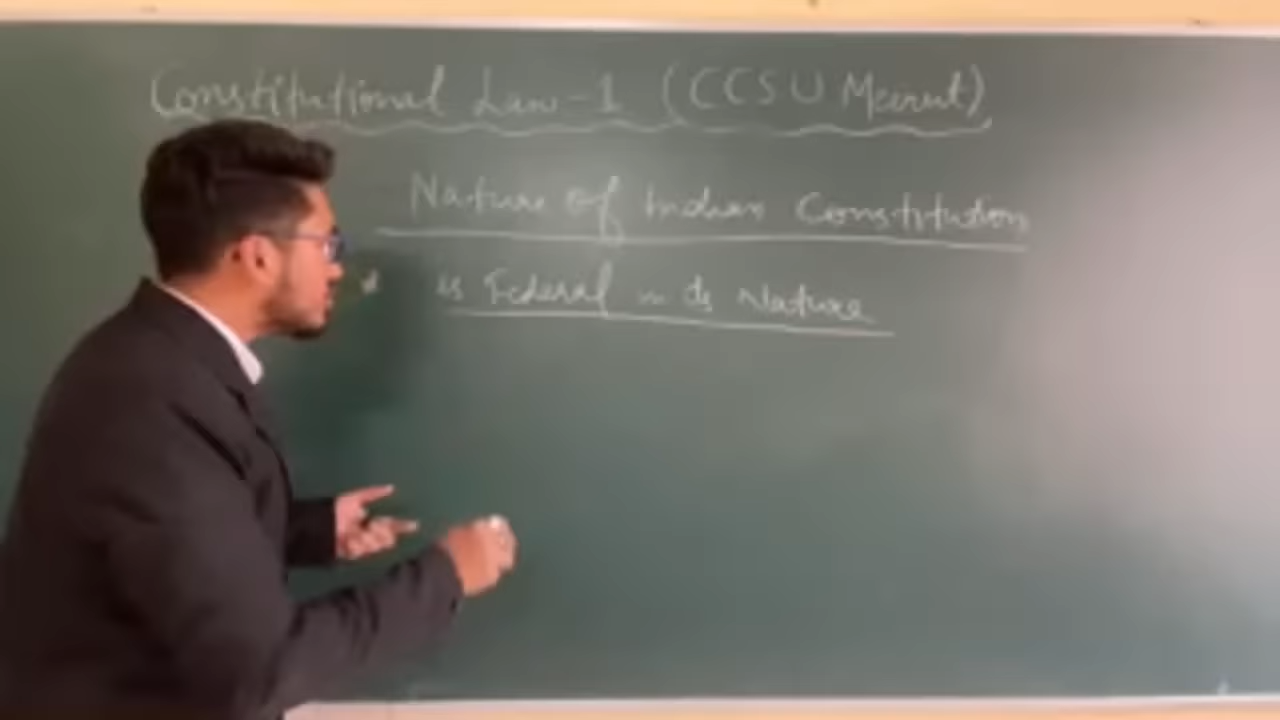 Constitutional Law-1 (CCSU Meerut)
Nature of Indian Constitution
is Federal in its Nature